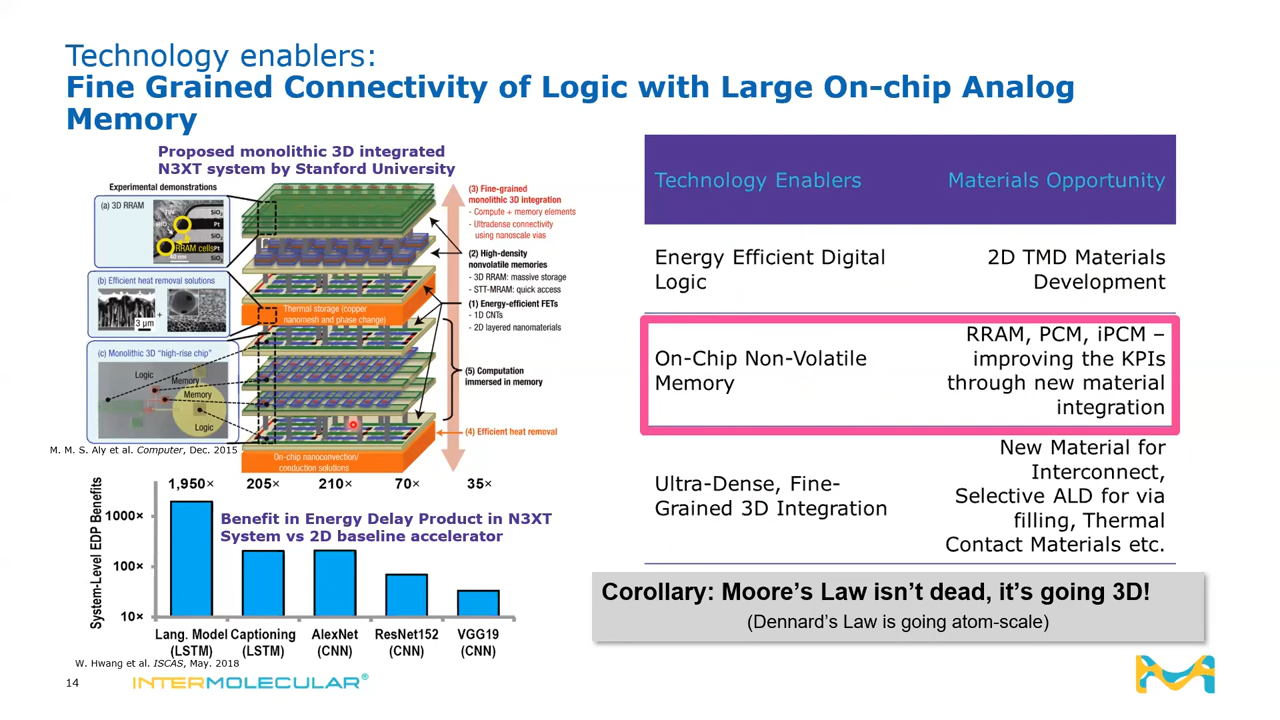 Technology enablers:
Fine Grained Connectivity of Logic with Large On-chip Analog
Memory
Proposed monolithic 3D integrated
N3XT system by Stanford University
Experimental demonstrations
(a) 3D RRAM
TiN
SiO₂
Pt
SiO₂
Pt
SiO₂
RRAM cells
40 nm
(b) Efficient heat removal solutions
3 µm
+
(c) Monolithic 3D “high-rise chip”
Logic
Memory
Memory
Logic
Thermal storage (copper
nanomesh and phase change)
On-chip nanoconvection/
conduction solutions
(3) Fine-grained
monolithic 3D integration
- Compute + memory elements
- Ultradense connectivity
using nanoscale vias
(2) High-density
nonvolatile memories
- 3D RRAM: massive storage
- STT-MRAM: quick access
(1) Energy-efficient FETs
- 1D CNTs
- 2D layered nanomaterials
(5) Computation
immersed in memory
(4) Efficient heat removal
M. M. S. Aly et al. Computer, Dec. 2015
System-Level EDP Benefits
1,950× 205× 210× 70× 35×
1000×
100×
10×
Benefit in Energy Delay Product in N3XT
System vs 2D baseline accelerator
Lang. Model Captioning AlexNet ResNet152 VGG19
(LSTM) (LSTM) (CNN) (CNN) (CNN)
W. Hwang et al. ISCAS, May. 2018
Technology Enablers Materials Opportunity
Energy Efficient Digital
Logic
2D TMD Materials
Development
On-Chip Non-Volatile
Memory
RRAM, PCM, iPCM –
improving the KPIs
through new material
integration
Ultra-Dense, Fine-
Grained 3D Integration
New Material for
Interconnect,
Selective ALD for via
filling, Thermal
Contact Materials etc.
Corollary: Moore’s Law isn’t dead, it’s going 3D!
(Dennard’s Law is going atom-scale)
14
INTERMOLECULAR®